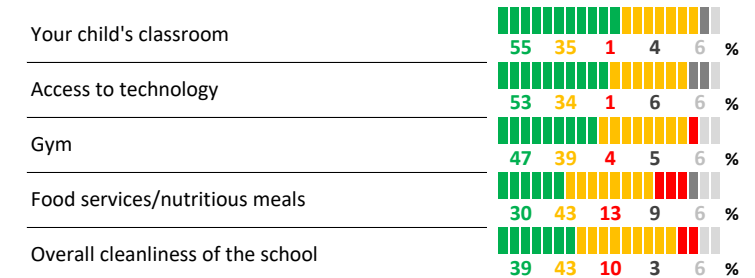 Your child's classroom
55 35 1 4 6 %
Access to technology
53 34 1 6 6 %
Gym
47 39 4 5 6 %
Food services/nutritious meals
30 43 13 9 6 %
Overall cleanliness of the school
39 43 10 3 6 %